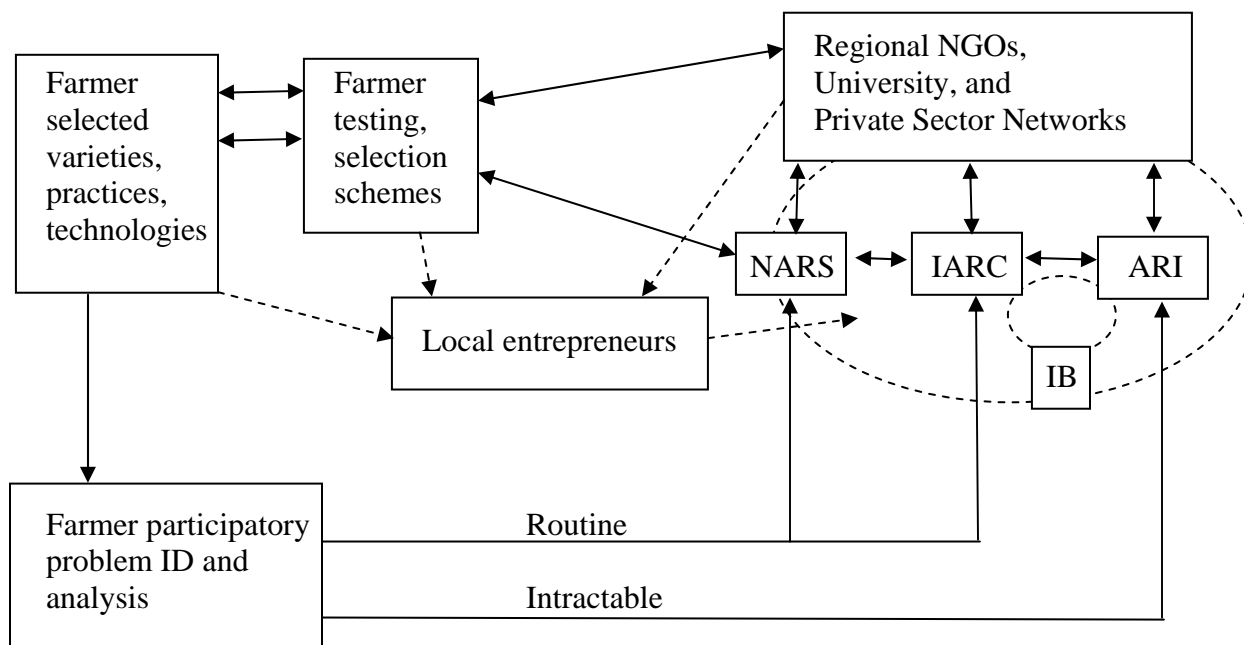 Farmer
selected
varieties,
practices,
technologies
Farmer
testing,
selection
schemes
Regional NGOs,
University, and
Private Sector Networks
NARS
IARC
ARI
Local entrepreneurs
IB
Farmer participatory
problem ID and
analysis
Routine
Intractable